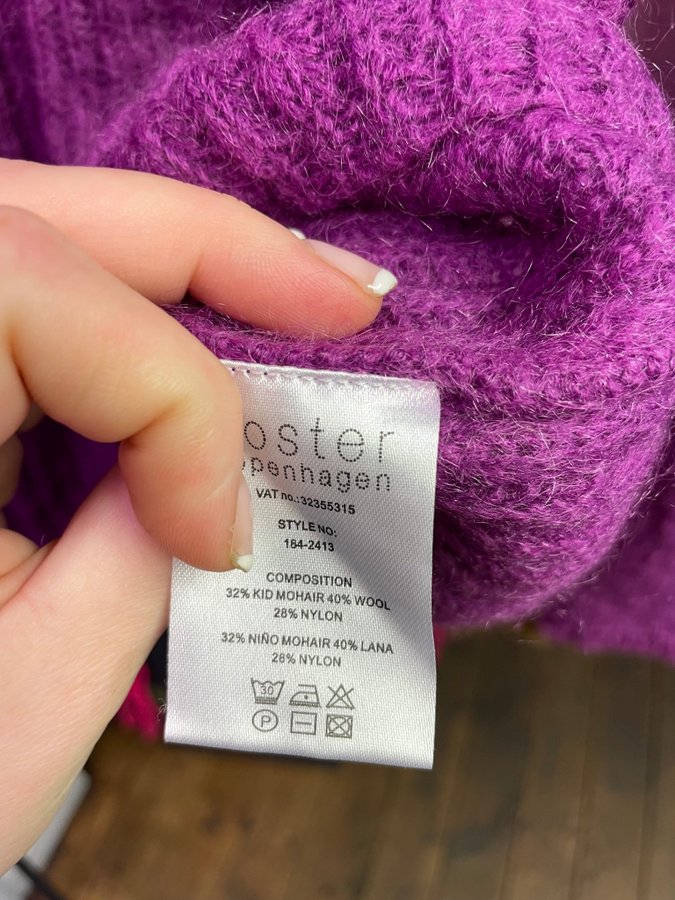 oster
penhagen
VAT no.:32355315
STYLE NO:
184-2413
COMPOSITION
32% KID MOHAIR 40% WOOL
28% NYLON
32% NIÑO MOHAIR 40% LANA
28% NYLON
30
P